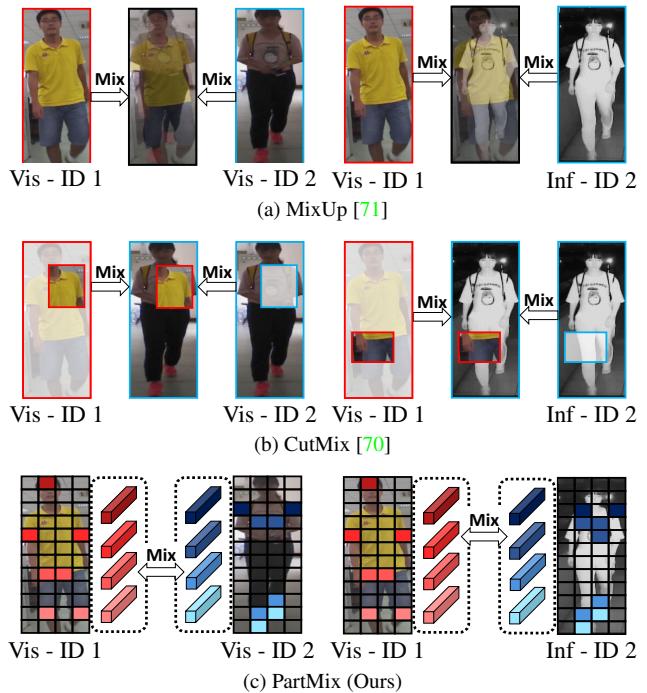 Mix Mix Mix Mix
Vis - ID 1 Vis - ID 2 Vis - ID 1 Inf - ID 2
(a) MixUp [71]
Mix Mix Mix Mix
Vis - ID 1 Vis - ID 2 Vis - ID 1 Inf - ID 2
(b) CutMix [70]
Mix Mix
Vis - ID 1 Vis - ID 2 Vis - ID 1 Inf - ID 2
(c) PartMix (Ours)